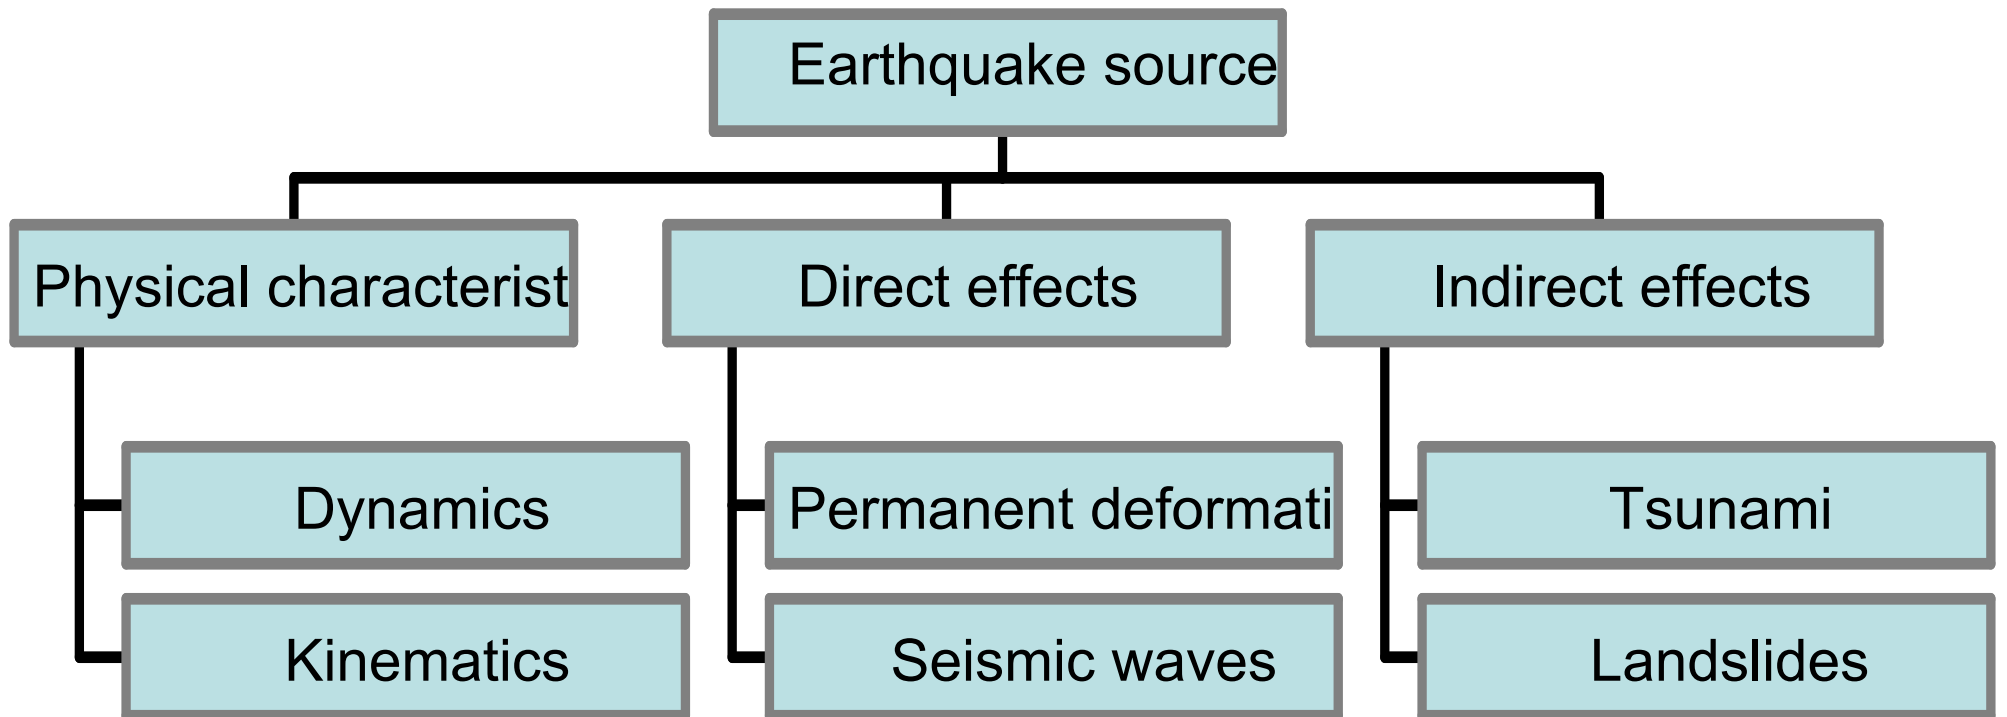 Earthquake source
Physical characterist
Direct effects
Indirect effects
Dynamics
Permanent deformati
Tsunami
Kinematics
Seismic waves
Landslides